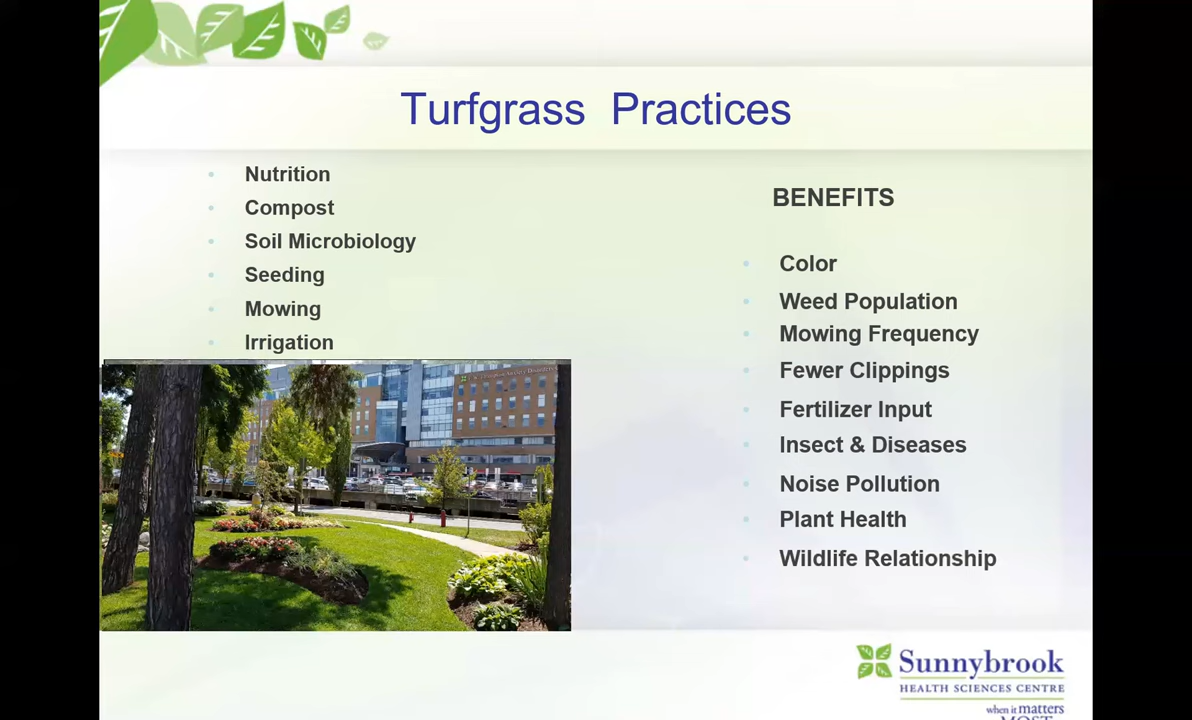 Turfgrass Practices
Nutrition
Compost
Soil Microbiology
Seeding
Mowing
Irrigation
BENEFITS
Color
Weed Population
Mowing Frequency
Fewer Clippings
Fertilizer Input
Insect & Diseases
Noise Pollution
Plant Health
Wildlife Relationship
Sunnybrook
HEALTH SCIENCES CENTRE
when it matters
MOST